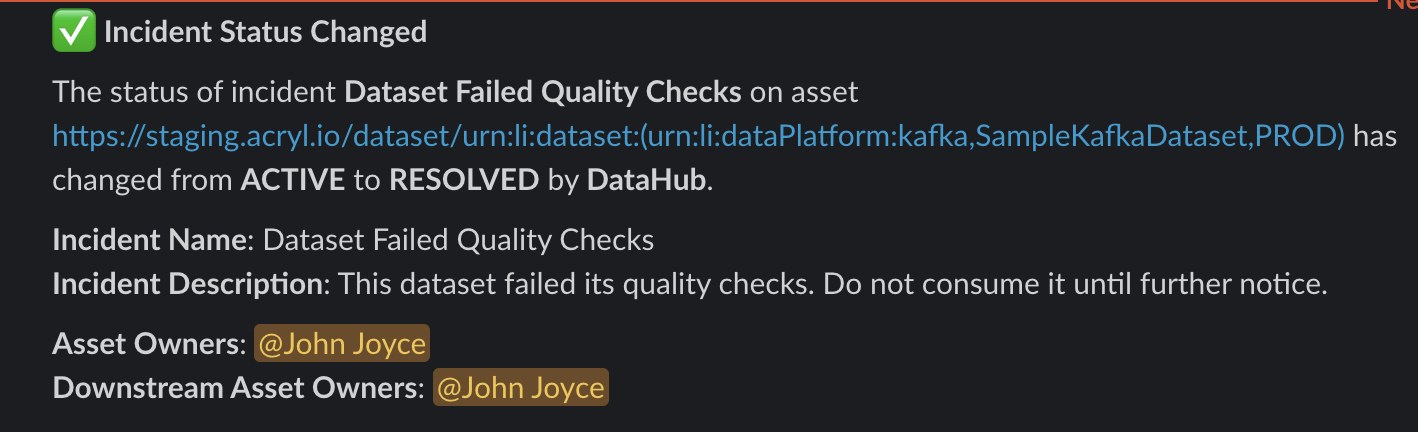 Ne
✅ Incident Status Changed
The status of incident Dataset Failed Quality Checks on asset
https://staging.acryl.io/dataset/urn:li:dataset:(urn:li:dataPlatform:kafka,SampleKafkaDataset,PROD) has
changed from ACTIVE to RESOLVED by DataHub.
Incident Name: Dataset Failed Quality Checks
Incident Description: This dataset failed its quality checks. Do not consume it until further notice.
Asset Owners: @John Joyce
Downstream Asset Owners: @John Joyce